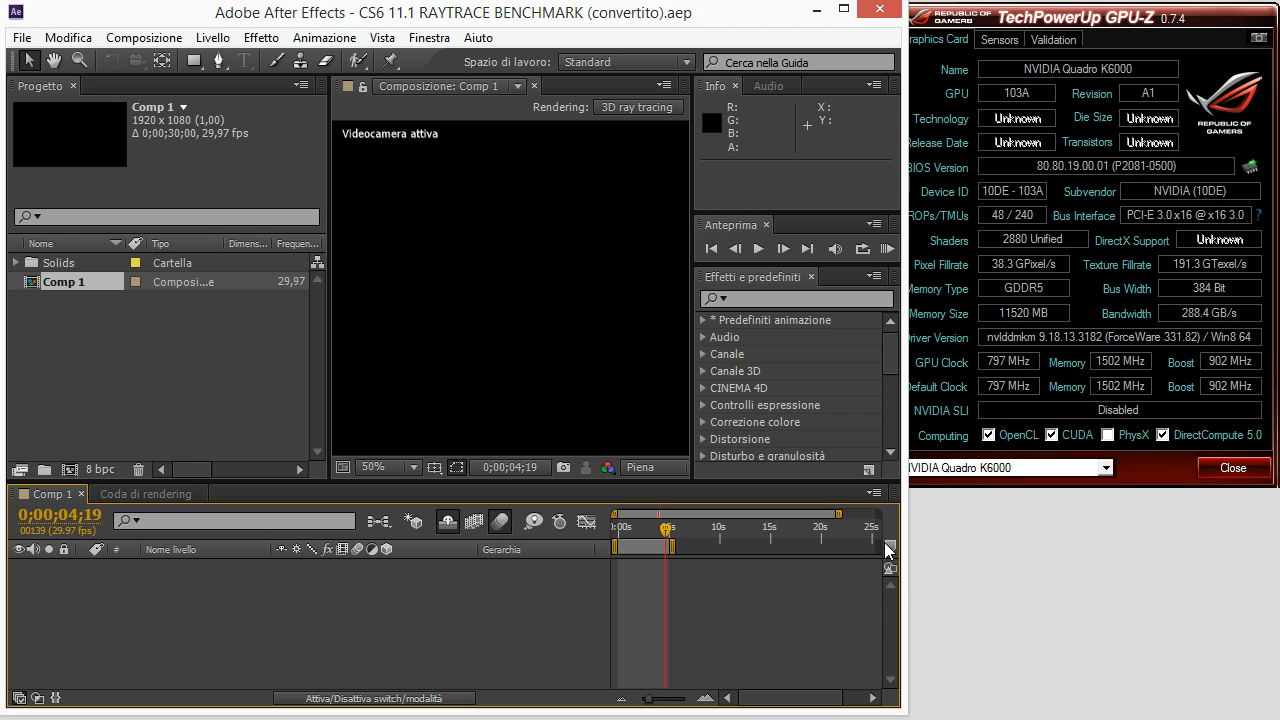 Ae
Adobe After Effects - CS6 11.1 RAYTRACE BENCHMARK (convertito).aep
File Modifica Composizione Livello Effetto Animazione Vista Finestra Aiuto
Spazio di lavoro: Standard
Cerca nella Guida
Progetto
Comp 1
1920 x 1080 (1,00)
Δ 0;00;30;00, 29,97 fps
Nome Tipo Dimens... Frequen...
Solids Cartella
Comp 1 Composi...e 29,97
8 bpc
Composizione: Comp 1
Rendering: 3D ray tracing
Videocamera attiva
50% 0;00;04;19 Piena
Info Audio
R: X:
G: Y:
B:
A:
Anteprima
Effetti e predefiniti
* Predefiniti animazione
Audio
Canale
Canale 3D
CINEMA 4D
Controlli espressione
Correzione colore
Distorsione
Disturbo e granulosità
Comp 1 Coda di rendering
0;00;04;19
00139 (29.97 fps)
00s 10s 15s 20s 25s
# Nome livello fx Gerarchia
Attiva/Disattiva switch/modalità
REPUBLIC OF GAMERS
TechPowerUp GPU-Z 0.7.4
raphics Card Sensors Validation
Name NVIDIA Quadro K6000
GPU 103A Revision A1
Technology Unknown Die Size Unknown
elease Date Unknown Transistors Unknown
BIOS Version 80.80.19.00.01 (P2081-0500)
Device ID 10DE - 103A Subvendor NVIDIA (10DE)
ROPs/TMUs 48 / 240 Bus Interface PCI-E 3.0 x16 @ x16 3.0 ?
Shaders 2880 Unified DirectX Support Unknown
Pixel Fillrate 38.3 GPixel/s Texture Fillrate 191.3 GTexel/s
Memory Type GDDR5 Bus Width 384 Bit
Memory Size 11520 MB Bandwidth 288.4 GB/s
river Version nvlddmkm 9.18.13.3182 (ForceWare 331.82) / Win8 64
GPU Clock 797 MHz Memory 1502 MHz Boost 902 MHz
Default Clock 797 MHz Memory 1502 MHz Boost 902 MHz
NVIDIA SLI Disabled
Computing OpenCL CUDA PhysX DirectCompute 5.0
VIDIA Quadro K6000 Close
REPUBLIC OF
GAMERS